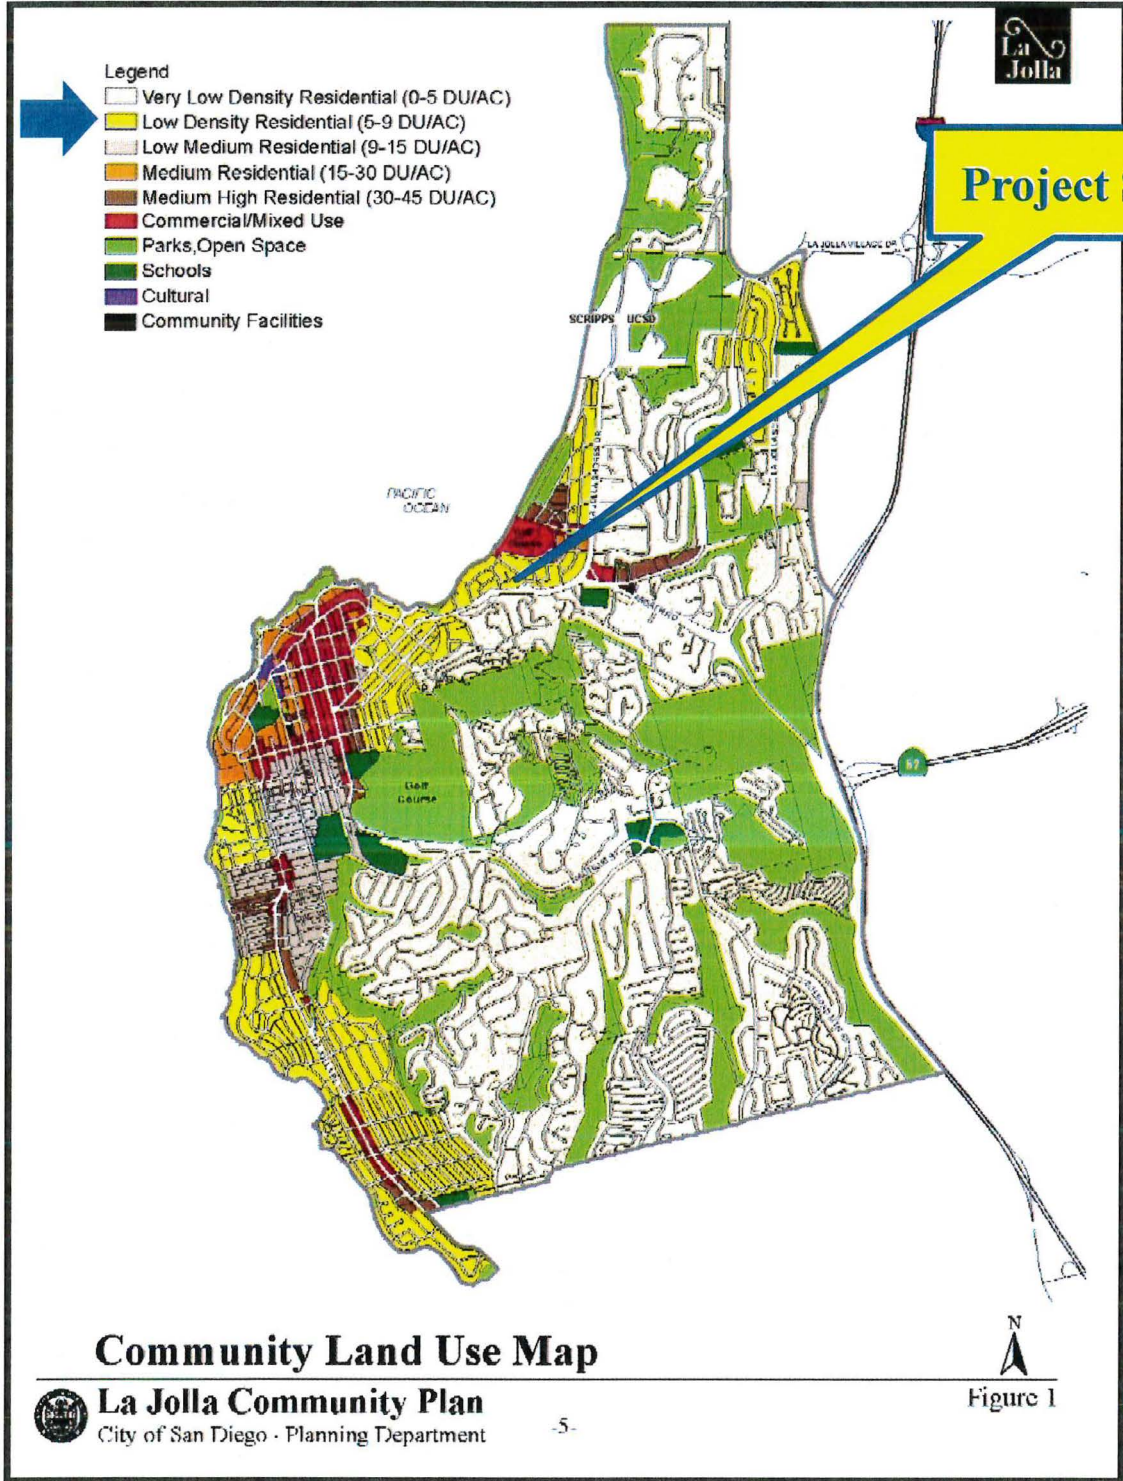 La
Jolla
Legend
Very Low Density Residential (0-5 DU/AC)
Low Density Residential (5-9 DU/AC)
Low Medium Residential (9-15 DU/AC)
Medium Residential (15-30 DU/AC)
Medium High Residential (30-45 DU/AC)
Commercial/Mixed Use
Parks,Open Space
Schools
Cultural
Community Facilities
Project
LA JOLLA VILLAGE DR
SCRIPPS UCSD
PACIFIC
OCEAN
52
Golf
Course
Community Land Use Map
N
La Jolla Community Plan
Figure 1
City of San Diego - Planning Department
-5-